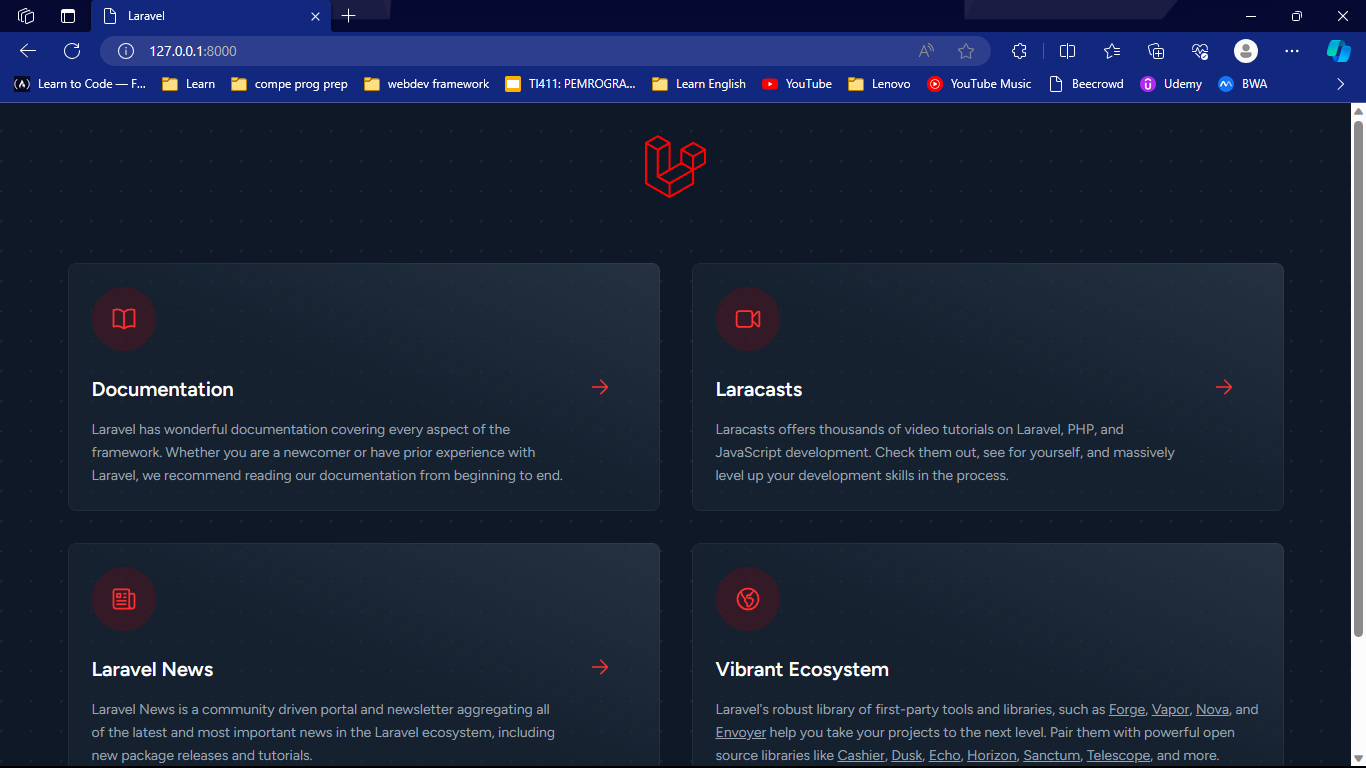 Laravel
127.0.0.1:8000
Learn to Code — F...
Learn
compe prog prep
webdev framework
TI411: PEMROGRA...
Learn English
YouTube
Lenovo
YouTube Music
Beecrowd
Udemy
BWA
Documentation
Laravel has wonderful documentation covering every aspect of the
framework. Whether you are a newcomer or have prior experience with
Laravel, we recommend reading our documentation from beginning to end.
Laracasts
Laracasts offers thousands of video tutorials on Laravel, PHP, and
JavaScript development. Check them out, see for yourself, and massively
level up your development skills in the process.
Laravel News
Laravel News is a community driven portal and newsletter aggregating all
of the latest and most important news in the Laravel ecosystem, including
new package releases and tutorials.
Vibrant Ecosystem
Laravel's robust library of first-party tools and libraries, such as Forge, Vapor, Nova, and
Envoyer help you take your projects to the next level. Pair them with powerful open
source libraries like Cashier, Dusk, Echo, Horizon, Sanctum, Telescope, and more.